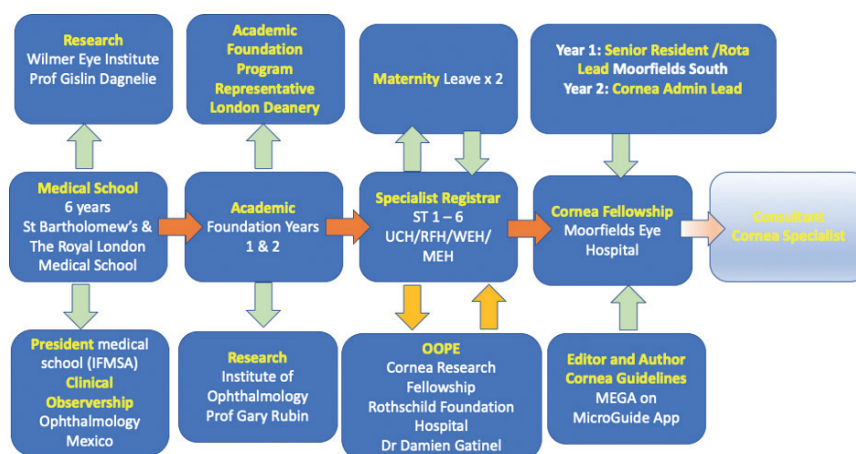 Research
Wilmer Eye Institute
Prof Gislin Dagnelie
Academic
Foundation
Program
Representative
London Deanery
Maternity Leave x 2
Year 1: Senior Resident /Rota
Lead Moorfields South
Year 2: Cornea Admin Lead
Medical School
6 years
St Bartholomew's &
The Royal London
Medical School
Academic
Foundation Years
1 & 2
Specialist Registrar
ST 1 – 6
UCH/RFH/WEH/
MEH
Cornea Fellowship
Moorfields Eye
Hospital
Consultant
Cornea Specialist
President medical
school (IFMSA)
Clinical
Observership
Ophthalmology
Mexico
Research
Institute of
Ophthalmology
Prof Gary Rubin
OOPE
Cornea Research
Fellowship
Rothschild Foundation
Hospital
Dr Damien Gatinel
Editor and Author
Cornea Guidelines
MEGA on
MicroGuide App